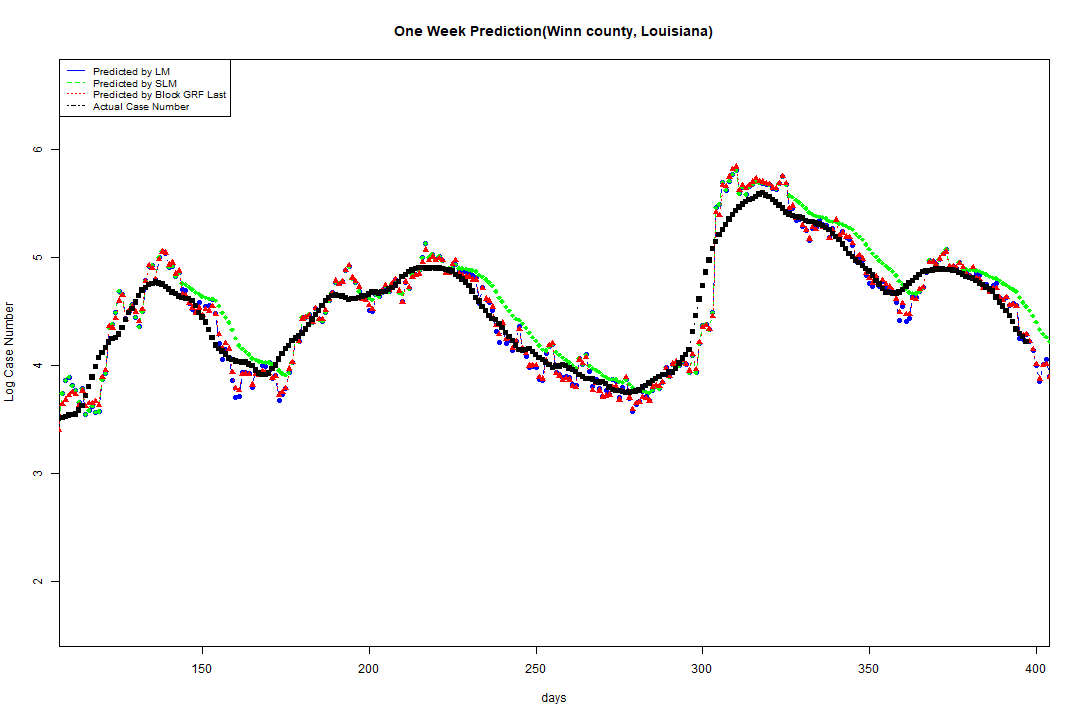 One Week Prediction(Winn county, Louisiana)
Predicted by LM
Predicted by SLM
Predicted by Block GRF Last
Actual Case Number
6
5
4
3
2
Log Case Number
150 200 250 300 350 400
days